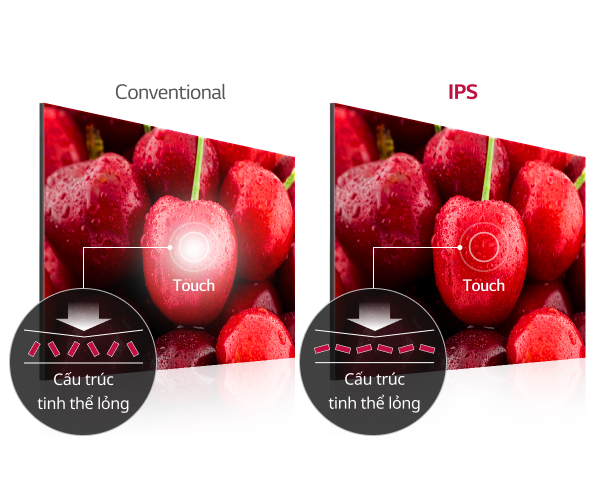 Conventional
IPS
Touch
Touch
Cấu trúc
tinh thể lỏng
Cấu trúc
tinh thể lỏng